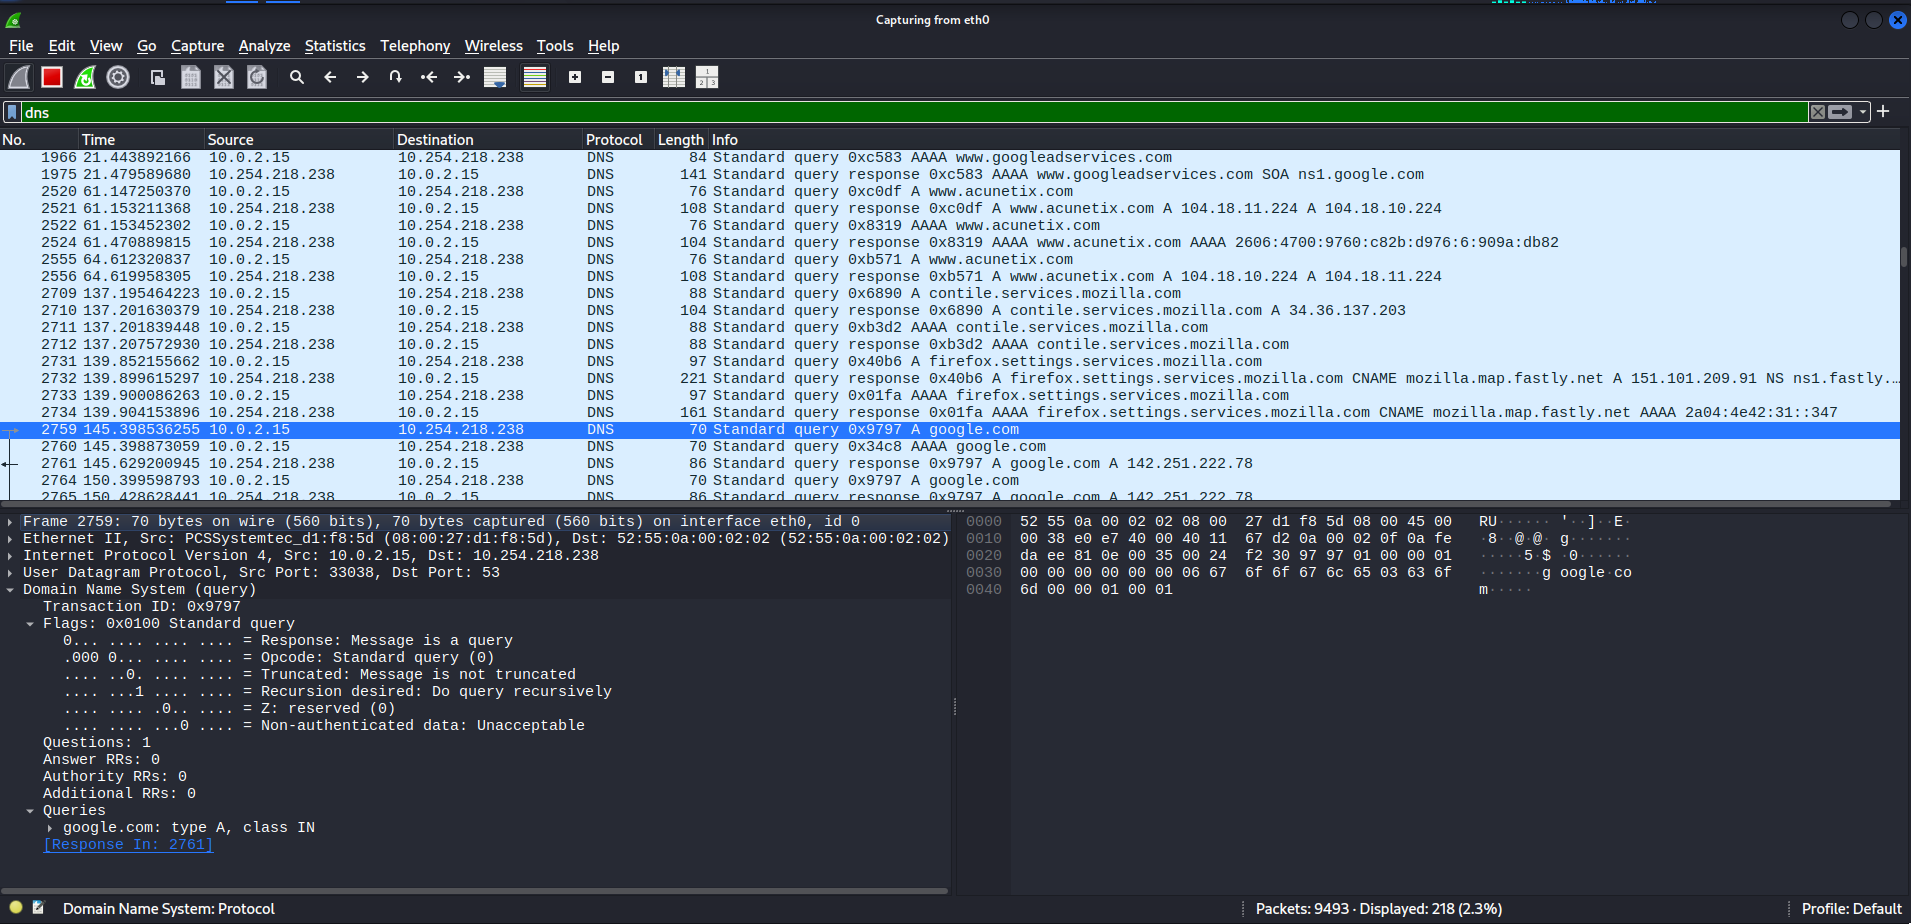 Capturing from eth0
File Edit View Go Capture Analyze Statistics Telephony Wireless Tools Help
dns
No. Time Source Destination Protocol Length Info
1966 21.443892166 10.0.2.15 10.254.218.238 DNS 84 Standard query 0xc583 AAAA www.googleadservices.com
1975 21.479589680 10.254.218.238 10.0.2.15 DNS 141 Standard query response 0xc583 AAAA www.googleadservices.com SOA ns1.google.com
2520 61.147250370 10.0.2.15 10.254.218.238 DNS 76 Standard query 0xc0df A www.acunetix.com
2521 61.153211368 10.254.218.238 10.0.2.15 DNS 108 Standard query response 0xc0df A www.acunetix.com A 104.18.11.224 A 104.18.10.224
2522 61.153452302 10.0.2.15 10.254.218.238 DNS 76 Standard query 0x8319 AAAA www.acunetix.com
2524 61.470889815 10.254.218.238 10.0.2.15 DNS 104 Standard query response 0x8319 AAAA www.acunetix.com AAAA 2606:4700:9760:c82b:d976:6:909a:db82
2555 64.612320837 10.0.2.15 10.254.218.238 DNS 76 Standard query 0xb571 A www.acunetix.com
2556 64.619958305 10.254.218.238 10.0.2.15 DNS 108 Standard query response 0xb571 A www.acunetix.com A 104.18.10.224 A 104.18.11.224
2709 137.195464223 10.0.2.15 10.254.218.238 DNS 88 Standard query 0x6890 A contile.services.mozilla.com
2710 137.201630379 10.254.218.238 10.0.2.15 DNS 104 Standard query response 0x6890 A contile.services.mozilla.com A 34.36.137.203
2711 137.201839448 10.0.2.15 10.254.218.238 DNS 88 Standard query 0xb3d2 AAAA contile.services.mozilla.com
2712 137.207572930 10.254.218.238 10.0.2.15 DNS 88 Standard query response 0xb3d2 AAAA contile.services.mozilla.com
2731 139.852155662 10.0.2.15 10.254.218.238 DNS 97 Standard query 0x40b6 A firefox.settings.services.mozilla.com
2732 139.899615297 10.254.218.238 10.0.2.15 DNS 221 Standard query response 0x40b6 A firefox.settings.services.mozilla.com CNAME mozilla.map.fastly.net A 151.101.209.91 NS ns1.fastly.…
2733 139.900086263 10.0.2.15 10.254.218.238 DNS 97 Standard query 0x01fa AAAA firefox.settings.services.mozilla.com
2734 139.904153896 10.254.218.238 10.0.2.15 DNS 161 Standard query response 0x01fa AAAA firefox.settings.services.mozilla.com CNAME mozilla.map.fastly.net AAAA 2a04:4e42:31::347
2759 145.398536255 10.0.2.15 10.254.218.238 DNS 70 Standard query 0x9797 A google.com
2760 145.398873059 10.0.2.15 10.254.218.238 DNS 70 Standard query 0x34c8 AAAA google.com
2761 145.629200945 10.254.218.238 10.0.2.15 DNS 86 Standard query response 0x9797 A google.com A 142.251.222.78
2764 150.399598793 10.0.2.15 10.254.218.238 DNS 70 Standard query 0x9797 A google.com
2765 150.428628441 10.254.218.238 10.0.2.15 DNS 86 Standard query response 0x9797 A google.com A 142.251.222.78
Frame 2759: 70 bytes on wire (560 bits), 70 bytes captured (560 bits) on interface eth0, id 0
Ethernet II, Src: PCSSystemtec_d1:f8:5d (08:00:27:d1:f8:5d), Dst: 52:55:0a:00:02:02 (52:55:0a:00:02:02)
Internet Protocol Version 4, Src: 10.0.2.15, Dst: 10.254.218.238
User Datagram Protocol, Src Port: 33038, Dst Port: 53
Domain Name System (query)
Transaction ID: 0x9797
Flags: 0x0100 Standard query
0... .... .... .... = Response: Message is a query
.000 0... .... .... = Opcode: Standard query (0)
.... ..0. .... .... = Truncated: Message is not truncated
.... ...1 .... .... = Recursion desired: Do query recursively
.... .... .0.. .... = Z: reserved (0)
.... .... ...0 .... = Non-authenticated data: Unacceptable
Questions: 1
Answer RRs: 0
Authority RRs: 0
Additional RRs: 0
Queries
google.com: type A, class IN
[Response In: 2761]
0000 52 55 0a 00 02 02 08 00 27 d1 f8 5d 08 00 45 00 RU······ '··]··E·
0010 00 38 e0 e7 40 00 40 11 67 d2 0a 00 02 0f 0a fe ·8··@·@· g·······
0020 da ee 81 0e 00 35 00 24 f2 30 97 97 01 00 00 01 ·····5·$ ·0······
0030 00 00 00 00 00 00 06 67 6f 6f 67 6c 65 03 63 6f ·······g oogle·co
0040 6d 00 00 01 00 01 m·····
Domain Name System: Protocol
Packets: 9493 · Displayed: 218 (2.3%)
Profile: Default